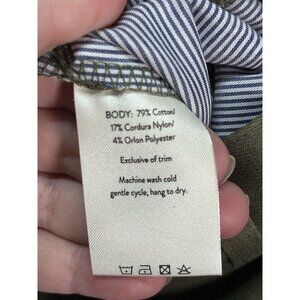 BODY: 79% Cotton/
17% Cordura Nylon/
4% Orlon Polyester
Exclusive of trim
Machine wash cold
gentle cycle, hang to dry.